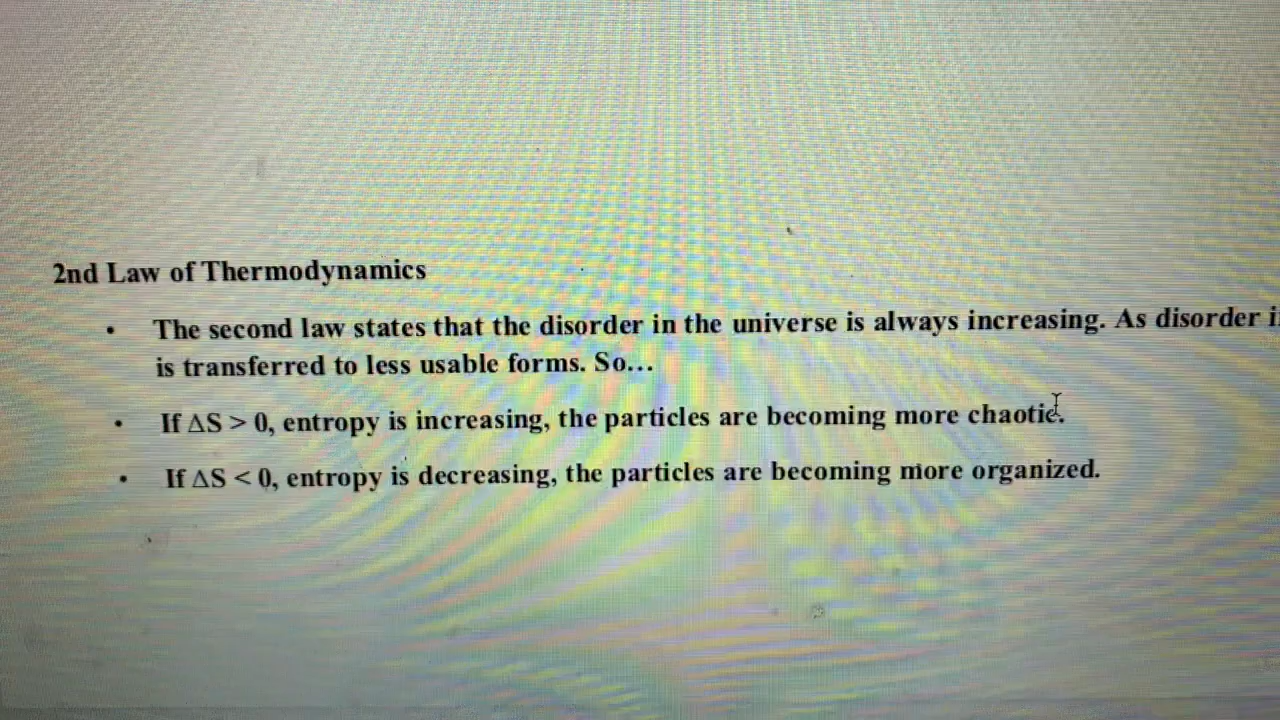 2nd Law of Thermodynamics
• The second law states that the disorder in the universe is always increasing. As disorder
is transferred to less usable forms. So...
• If ΔS > 0, entropy is increasing, the particles are becoming more chaotic.
• If ΔS < 0, entropy is decreasing, the particles are becoming more organized.